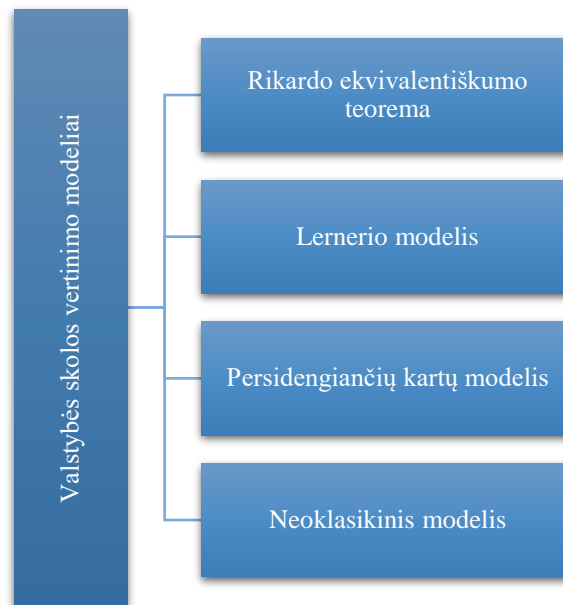 Valstybės skolos vertinimo modeliai
Rikardo ekvivalentiškumo
teorema
Lernerio modelis
Persidengiančių kartų modelis
Neoklasikinis modelis